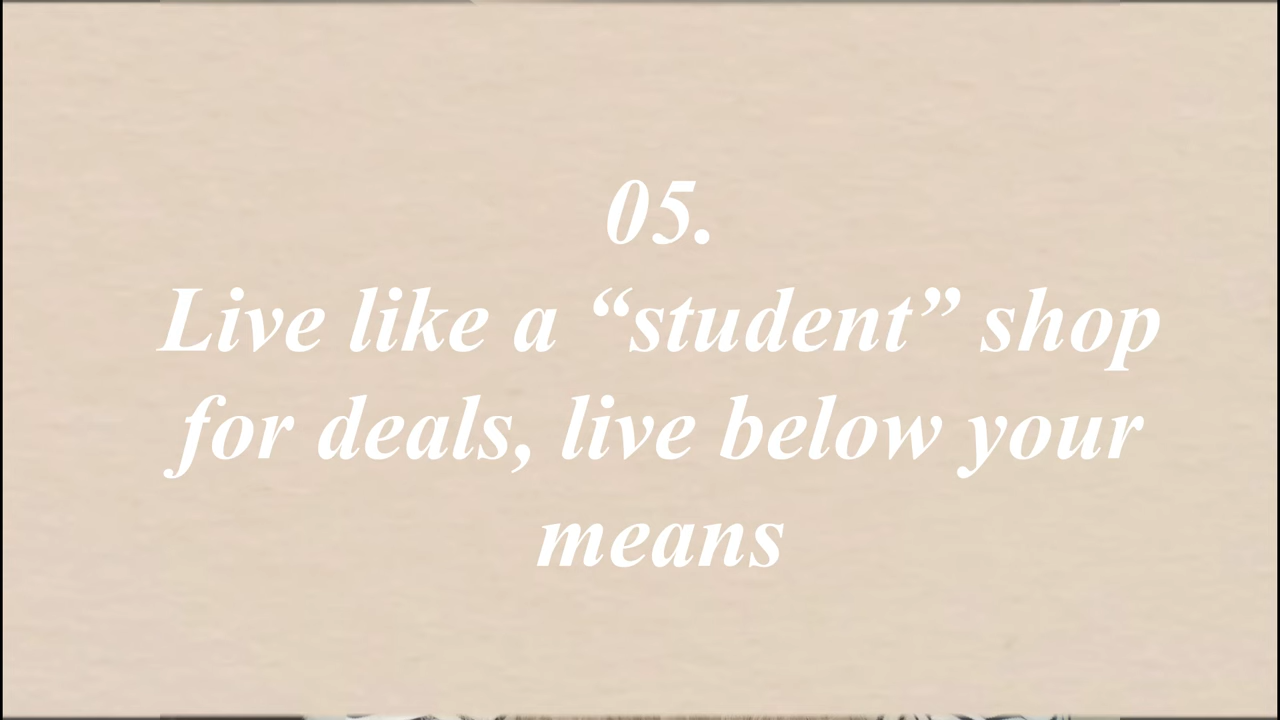 05.
Live like a “student” shop
for deals, live below your
means